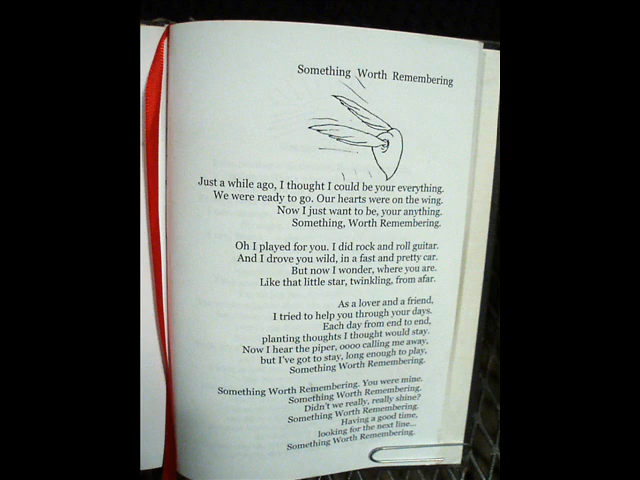 Something Worth Remembering
Just a while ago, I thought I could be your everything.
We were ready to go. Our hearts were on the wing.
Now I just want to be, your anything.
Something, Worth Remembering.
Oh I played for you. I did rock and roll guitar.
And I drove you wild, in a fast and pretty car.
But now I wonder, where you are.
Like that little star, twinkling, from afar.
As a lover and a friend,
I tried to help you through your days.
Each day from end to end,
planting thoughts I thought would stay.
Now I hear the piper, oooo calling me away,
but I've got to stay, long enough to play,
Something Worth Remembering.
Something Worth Remembering. You were mine.
Something Worth Remembering.
Didn't we really, really shine?
Something Worth Remembering.
Having a good time,
looking for the next line...
Something Worth Remembering.